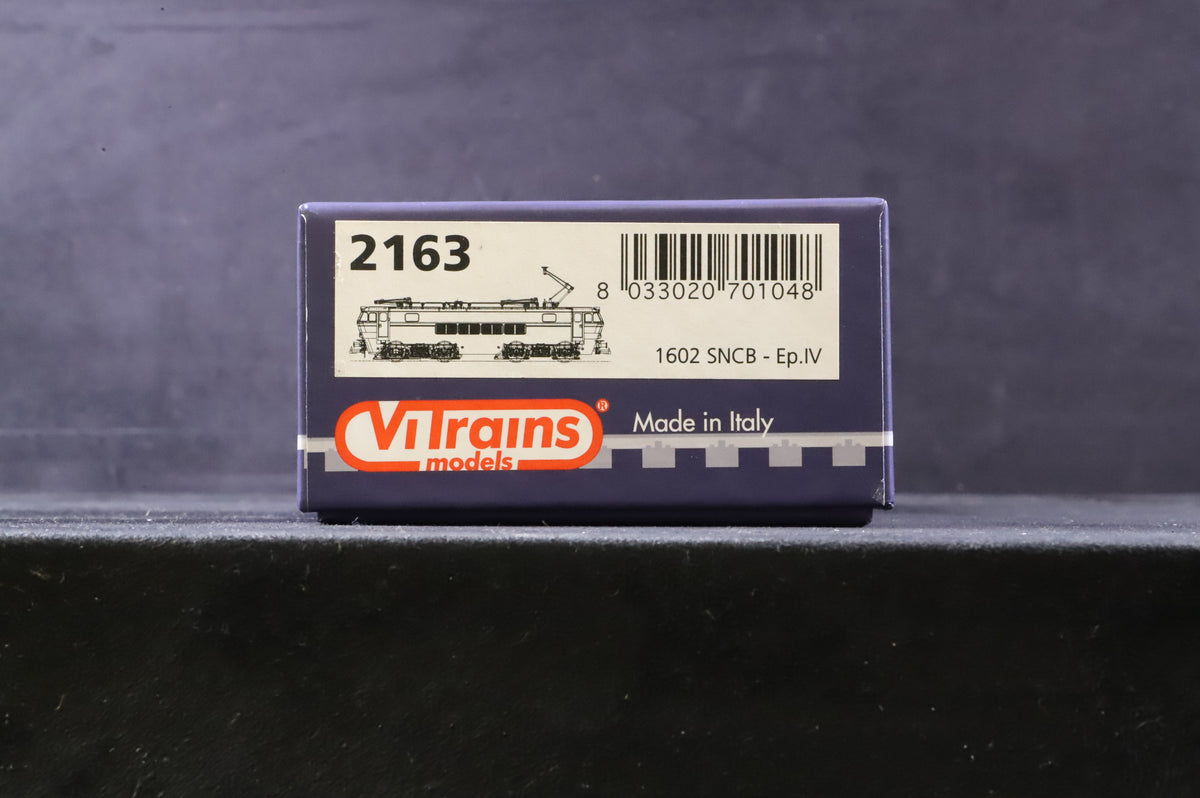 2163
8 033020 701048
1602 SNCB - Ep.IV
ViTrains ®
models
Made in Italy